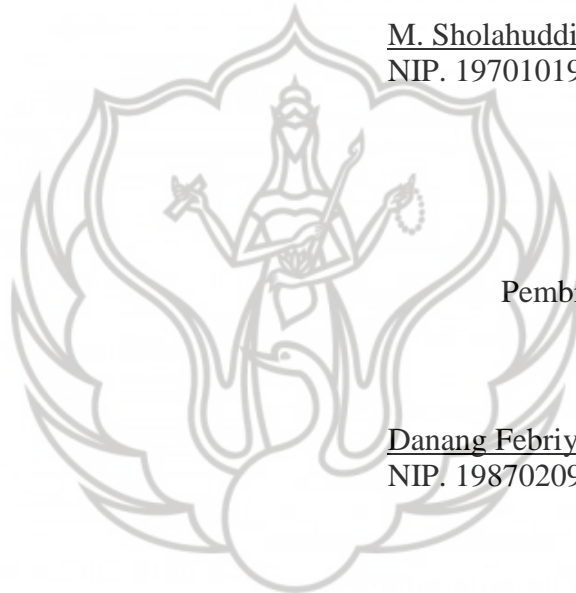 M. Sholahuddi
NIP. 19701019
Pemb
Danang Febriy
NIP. 19870209